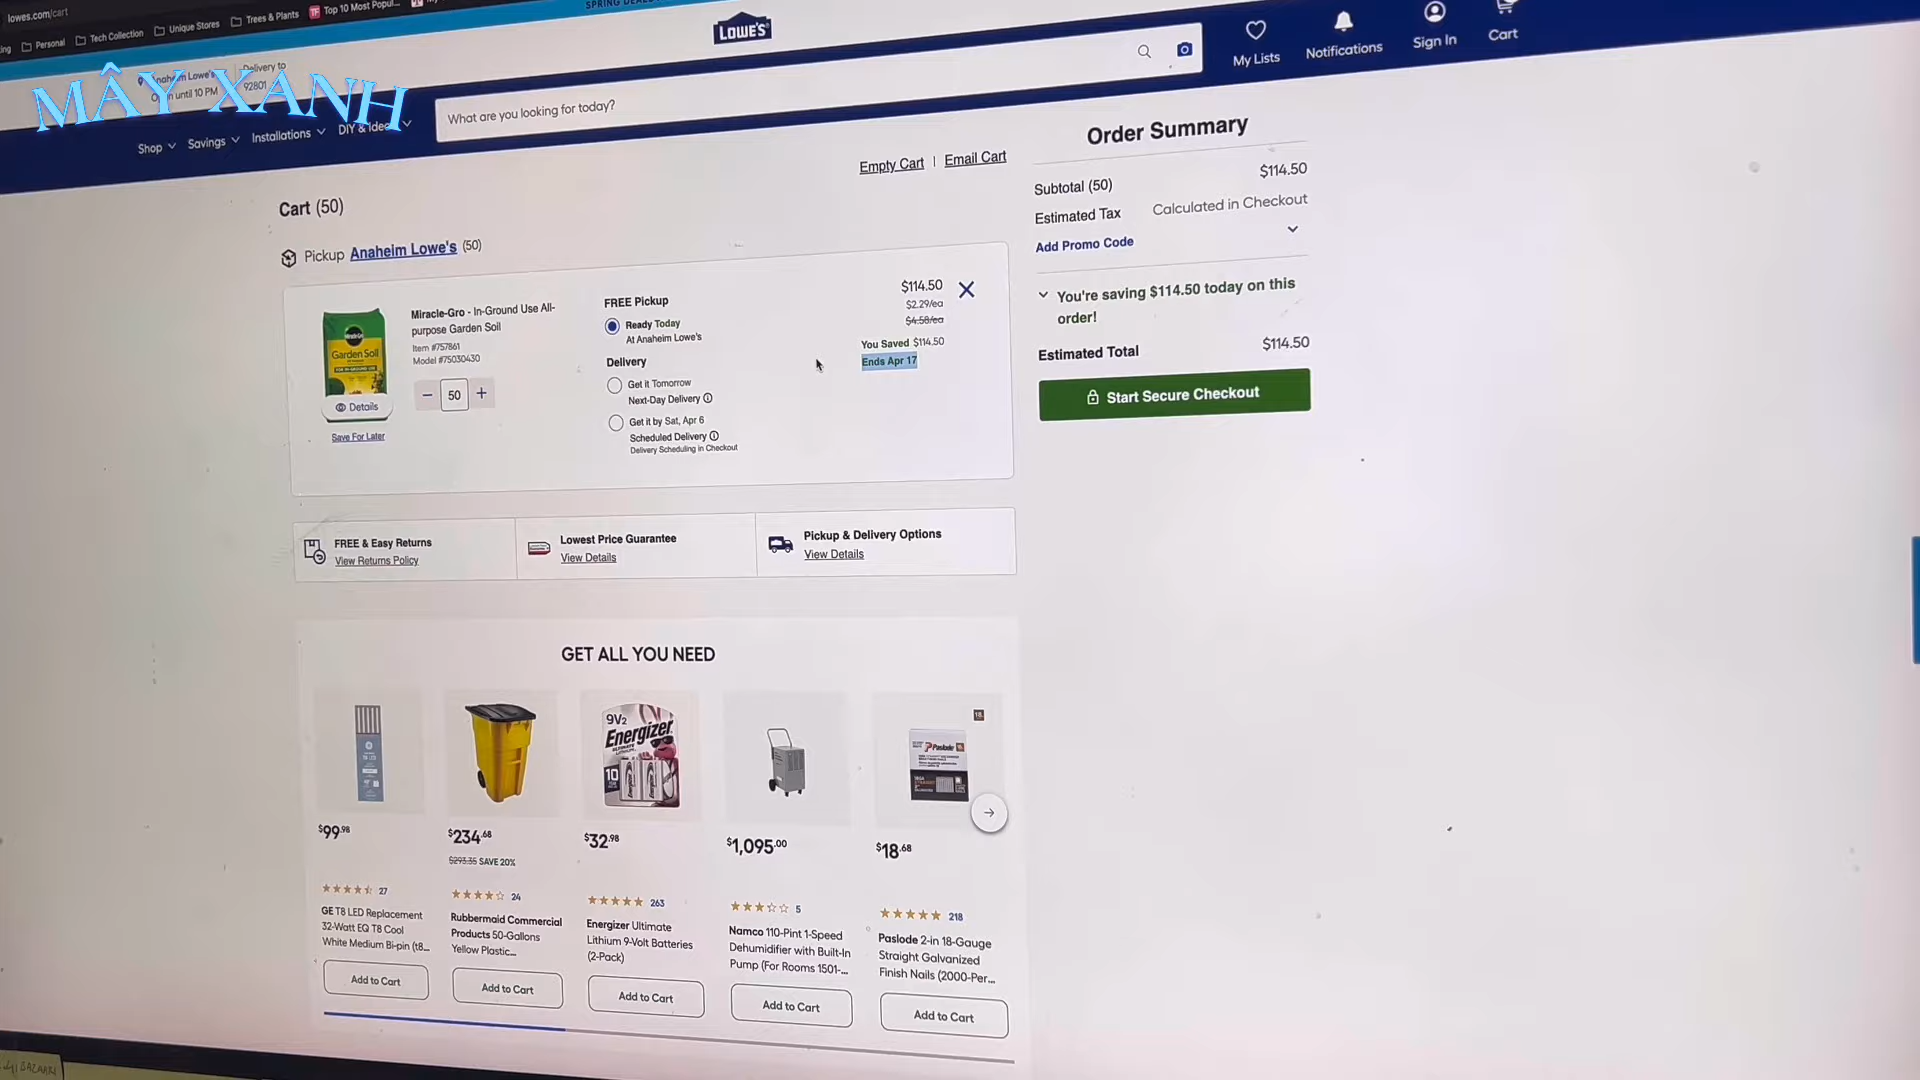 lowes.com/cart
Personal
Tech Collection
Unique Stores
Trees & Plants
Top 10 Most Popul...
LOWE'S
My Lists
Notifications
Sign In
Cart
Delivery to
Open until 10 PM
92801
MÂY XANH
What are you looking for today?
Shop
Savings
Installations
Empty Cart | Email Cart
Cart (50)
Pickup Anaheim Lowe's (50)
Miracle-Gro - In-Ground Use All-
purpose Garden Soil
Item #757861
Model #75030430
Miracle-Gro
Garden Soil
Details
Save For Later
− 50 +
FREE Pickup
Ready Today
At Anaheim Lowe's
Delivery
Get it Tomorrow
Next-Day Delivery
Get it by Sat, Apr 6
Scheduled Delivery
Delivery Scheduling in Checkout
$114.50
$2.29/ea
$4.58/ea
You Saved $114.50
Ends Apr 17
Order Summary
Subtotal (50) $114.50
Estimated Tax Calculated in Checkout
Add Promo Code
You're saving $114.50 today on this
order!
Estimated Total $114.50
Start Secure Checkout
FREE & Easy Returns
View Returns Policy
Lowest Price Guarantee
View Details
Pickup & Delivery Options
View Details
GET ALL YOU NEED
9V2
Energizer
10
Paslode
$99.98
$234.68
$293.35 SAVE 20%
$32.98
$1,095.00
$18.68
27
24
263
5
218
GE T8 LED Replacement
32-Watt EQ T8 Cool
White Medium Bi-pin (t8...
Rubbermaid Commercial
Products 50-Gallons
Yellow Plastic...
Energizer Ultimate
Lithium 9-Volt Batteries
(2-Pack)
Namco 110-Pint 1-Speed
Dehumidifier with Built-In
Pump (For Rooms 1501-...
Paslode 2-in 18-Gauge
Straight Galvanized
Finish Nails (2000-Per...
Add to Cart
Add to Cart
Add to Cart
Add to Cart
Add to Cart